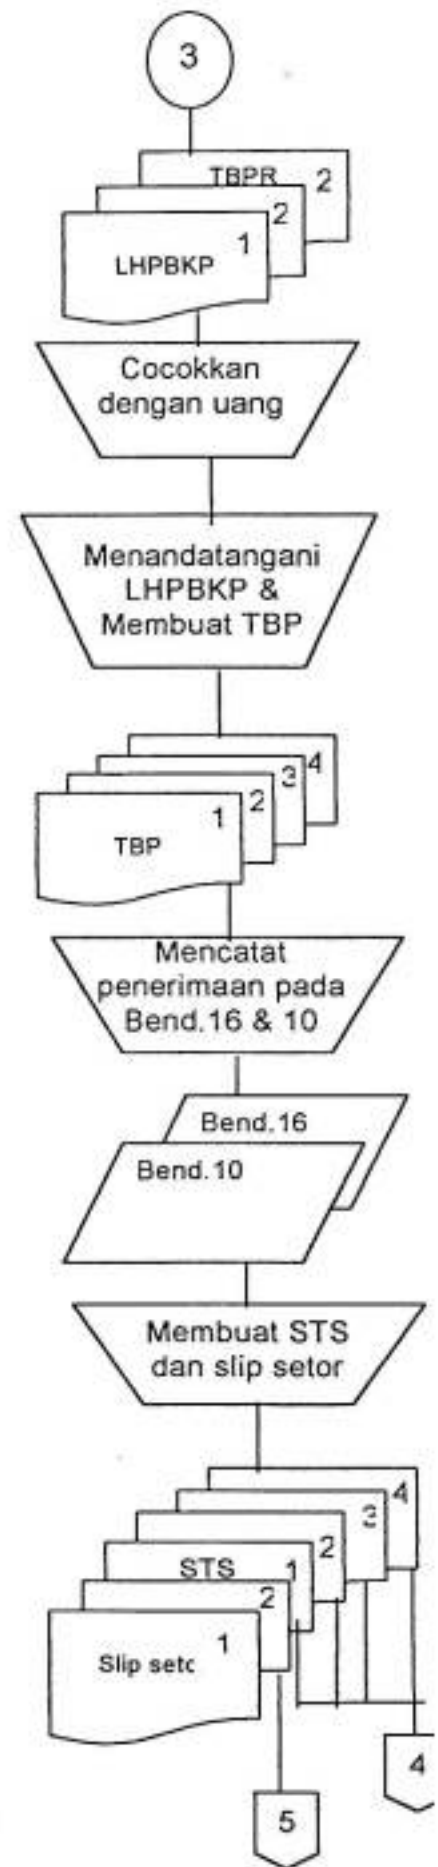 3
TBPR 2
2
1
LHPBKP
Cocokkan
dengan uang
Menandatangani
LHPBKP &
Membuat TBP
4
3
2
1
TBP
Mencatat
penerimaan pada
Bend.16 & 10
Bend.16
Bend.10
Membuat STS
dan slip setor
4
3
2
STS 1
2
1
Slip setc
4
5